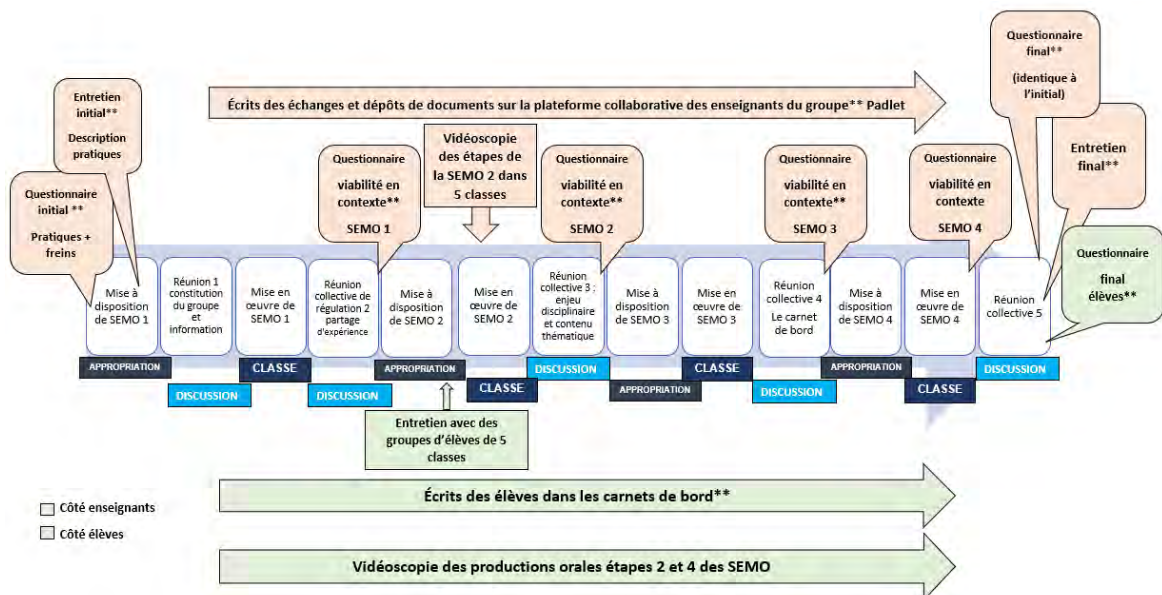 Questionnaire
final**
(identique à
l'initial)
Entretien
initial**
Description
pratiques
Écrits des échanges et dépôts de documents sur la plateforme collaborative des enseignants du groupe** Padlet
Vidéoscopie
des étapes de
la SEMO 2 dans
5 classes
Entretien
final**
Questionnaire
initial **
Pratiques +
freins
Questionnaire
viabilité en
contexte**
SEMO 1
Questionnaire
viabilité en
contexte**
SEMO 2
Questionnaire
viabilité en
contexte**
SEMO 3
Questionnaire
viabilité en
contexte
SEMO 4
Questionnaire
final
élèves**
Mise à
disposition
de SEMO 1
Réunion 1
constitution
du groupe
et
information
Mise en
œuvre de
SEMO 1
Réunion
collective de
régulation 2
partage
d'expérience
Mise à
disposition
de SEMO 2
Mise en
œuvre de
SEMO 2
Réunion
collective 3 :
enjeu
disciplinaire
et contenu
thématique
Mise à
disposition
de SEMO 3
Mise en
œuvre de
SEMO 3
Réunion
collective 4
Le carnet
de bord
Mise à
disposition
de SEMO 4
Mise en
œuvre de
SEMO 4
Réunion
collective 5
APPROPRIATION
DISCUSSION
CLASSE
DISCUSSION
APPROPRIATION
CLASSE
DISCUSSION
APPROPRIATION
CLASSE
DISCUSSION
APPROPRIATION
CLASSE
DISCUSSION
Entretien avec des
groupes d'élèves de 5
classes
Écrits des élèves dans les carnets de bord**
Côté enseignants
Côté élèves
Vidéoscopie des productions orales étapes 2 et 4 des SEMO